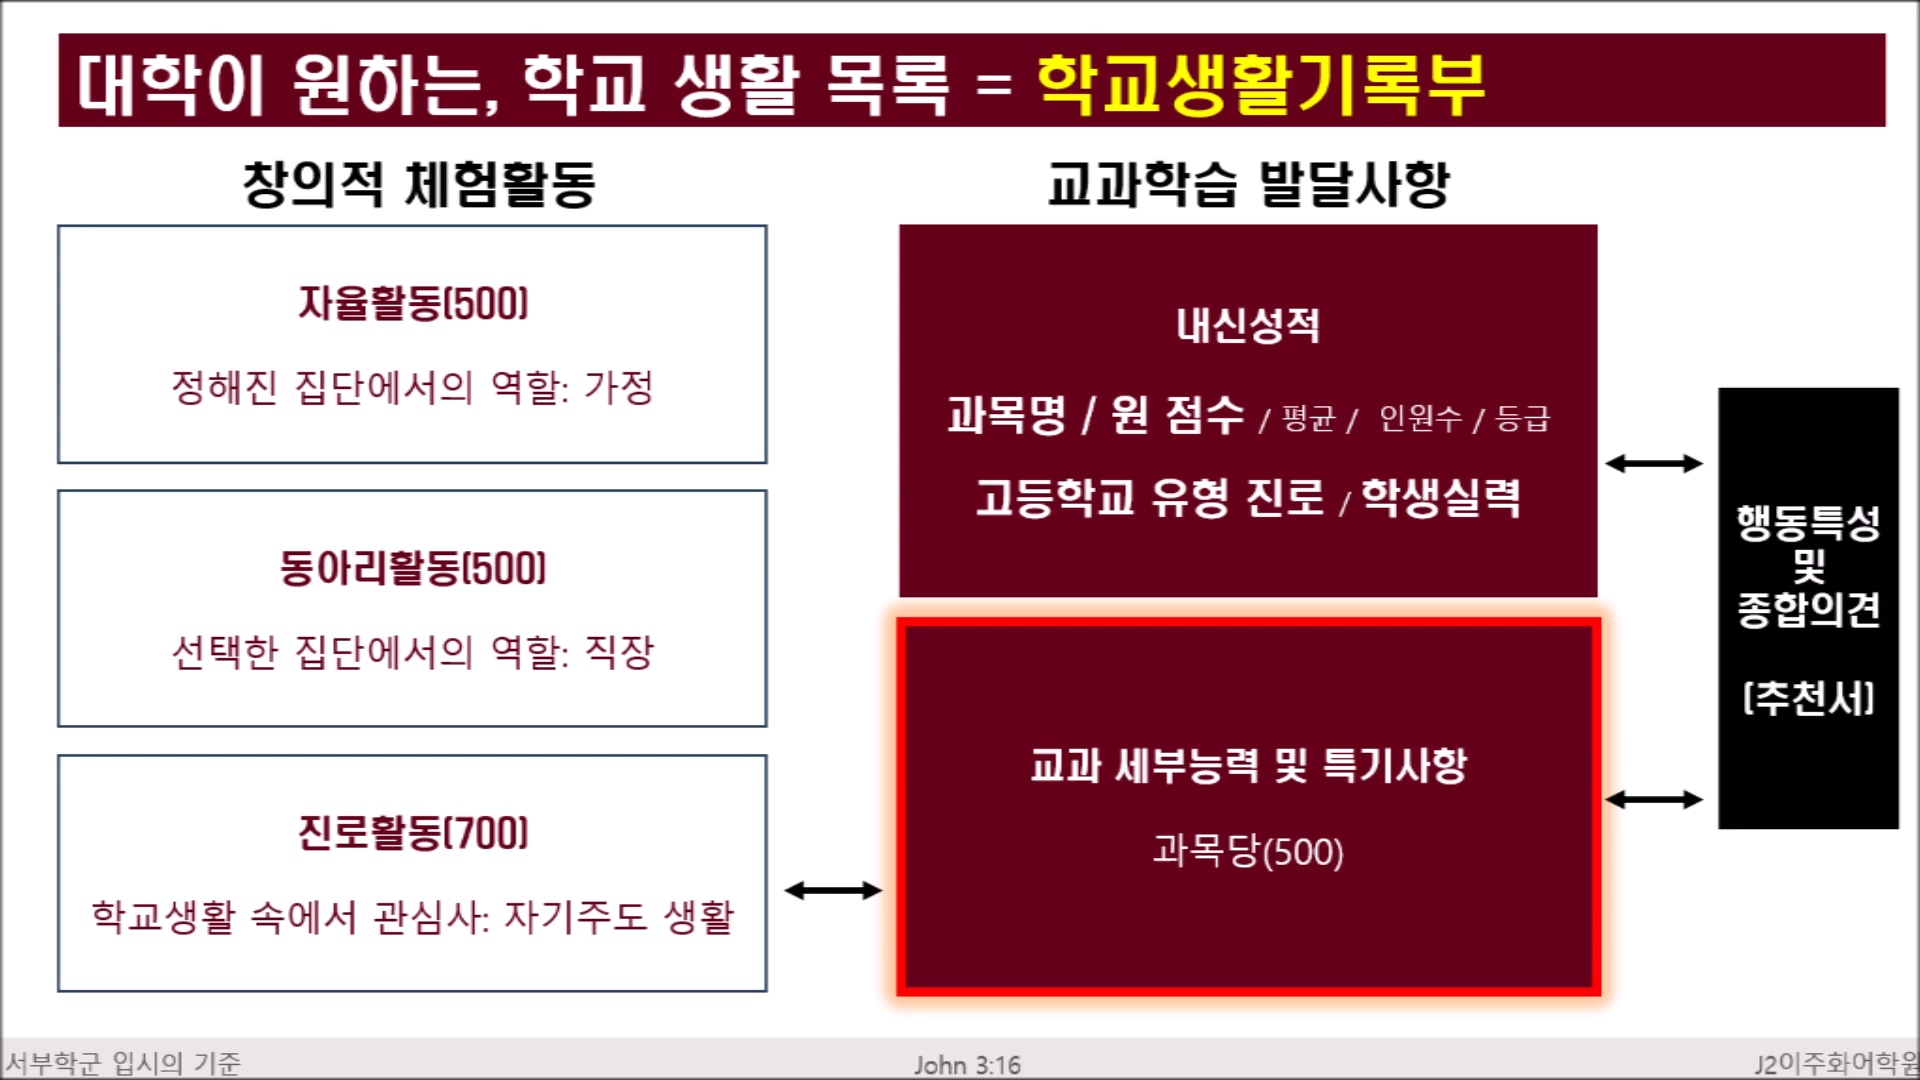 대학이 원하는, 학교 생활 목록 = 학교생활기록부
창의적 체험활동
자율활동(500)
정해진 집단에서의 역할: 가정
동아리활동(500)
선택한 집단에서의 역할: 직장
진로활동(700)
학교생활 속에서 관심사: 자기주도 생활
교과학습 발달사항
내신성적
과목명 / 원 점수 / 평균 / 인원수 / 등급
고등학교 유형 진로 / 학생실력
교과 세부능력 및 특기사항
과목당(500)
행동특성
및
종합의견
(추천서)
서부학군 입시의 기준
John 3:16
J2이주화어학원